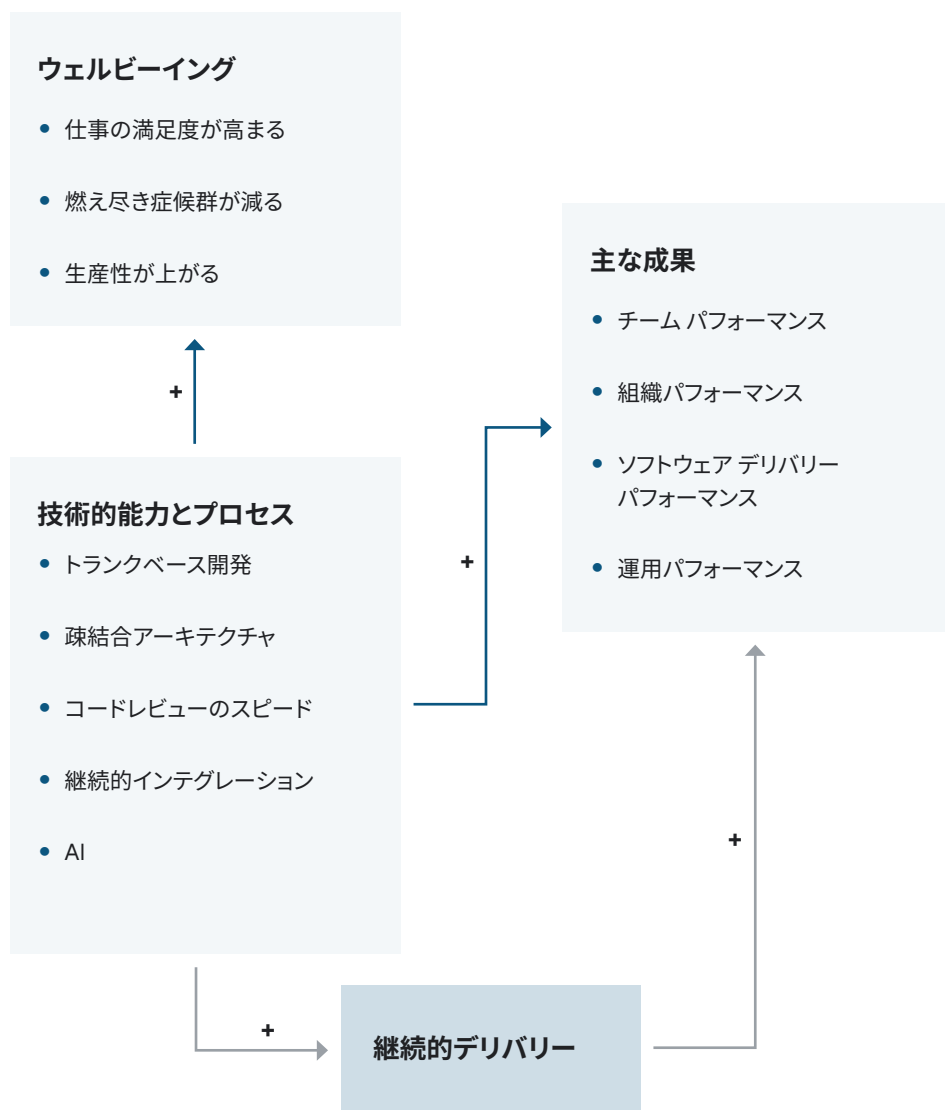 ウェルビーイング
仕事の満足度が高まる
燃え尽き症候群が減る
生産性が上がる
+
技術的能力とプロセス
トランクベース開発
疎結合アーキテクチャ
コードレビューのスピード
継続的インテグレーション
AI
+
主な成果
チーム パフォーマンス
組織パフォーマンス
ソフトウェア デリバリー
パフォーマンス
運用パフォーマンス
+
+
継続的デリバリー